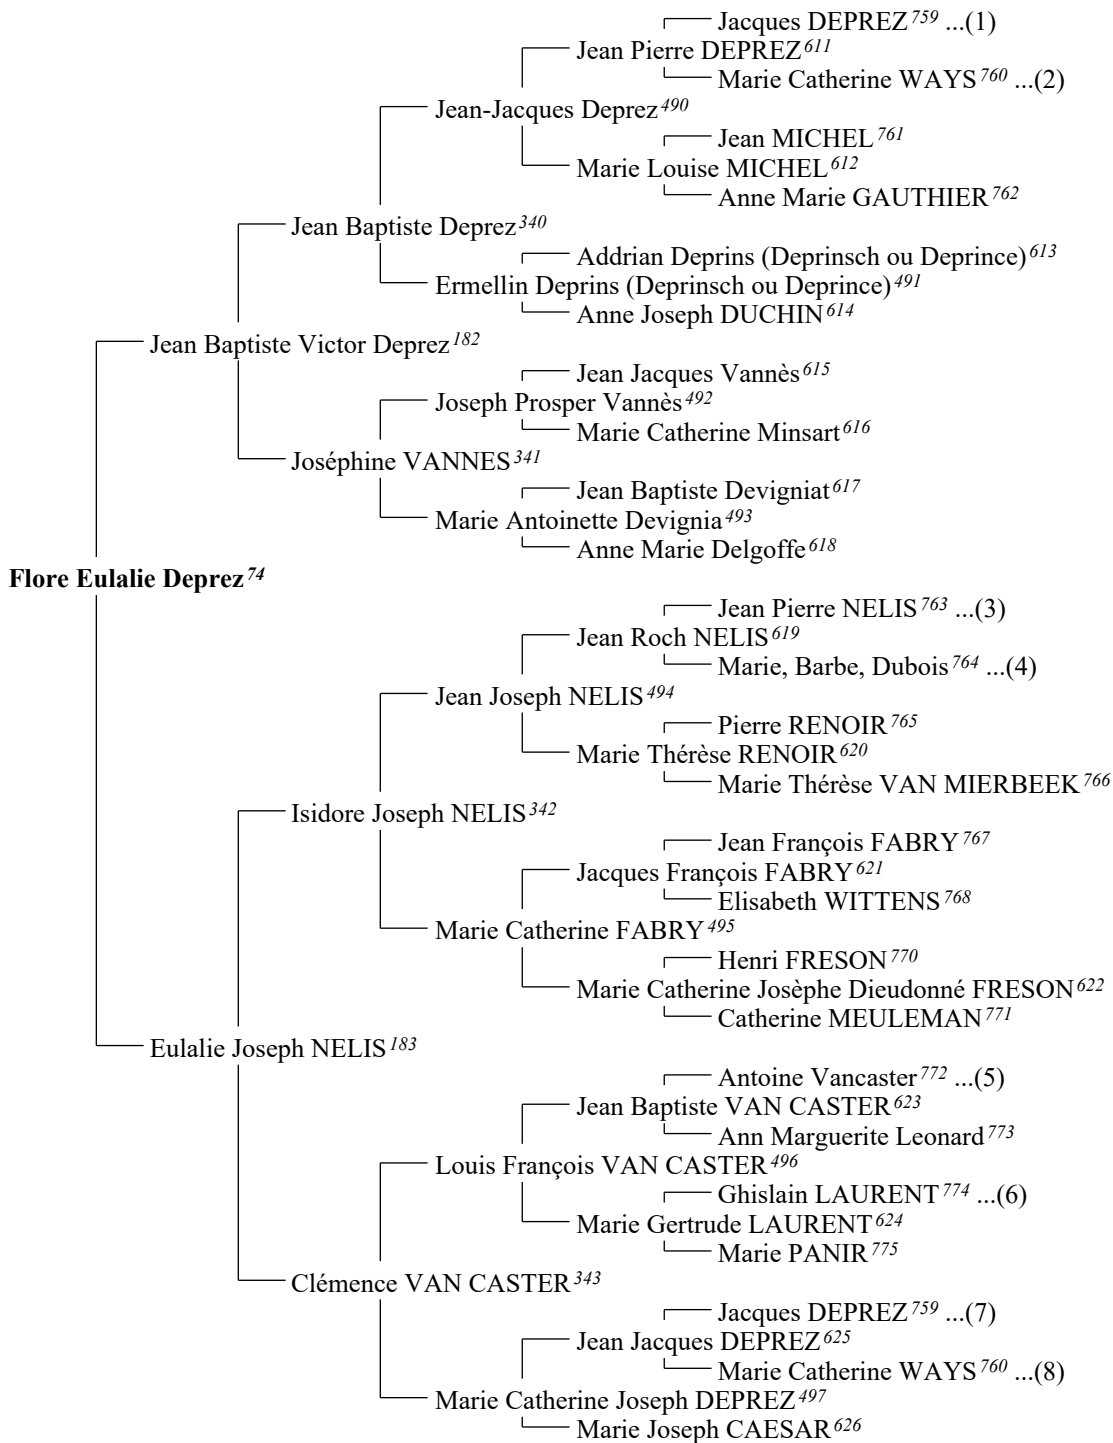 Jacques DEPREZ 759 ...(1)
Jean Pierre DEPREZ 611
Marie Catherine WAYS 760 ...(2)
Jean-Jacques Deprez 490
Jean MICHEL 761
Marie Louise MICHEL 612
Anne Marie GAUTHIER 762
Jean Baptiste Deprez 340
Addrian Deprins (Deprinsch ou Deprince) 613
Ermellin Deprins (Deprinsch ou Deprince) 491
Anne Joseph DUCHIN 614
Jean Baptiste Victor Deprez 182
Jean Jacques Vannès 615
Joseph Prosper Vannès 492
Marie Catherine Minsart 616
Joséphine VANNES 341
Jean Baptiste Devigniat 617
Marie Antoinette Devignia 493
Anne Marie Delgoffe 618
Flore Eulalie Deprez 74
Jean Pierre NELIS 763 ...(3)
Jean Roch NELIS 619
Marie, Barbe, Dubois 764 ...(4)
Jean Joseph NELIS 494
Pierre RENOIR 765
Marie Thérèse RENOIR 620
Marie Thérèse VAN MIERBEEK 766
Isidore Joseph NELIS 342
Jean François FABRY 767
Jacques François FABRY 621
Elisabeth WITTENS 768
Marie Catherine FABRY 495
Henri FRESON 770
Marie Catherine Josèphe Dieudonné FRESON 622
Catherine MEULEMAN 771
Eulalie Joseph NELIS 183
Antoine Vancaster 772 ...(5)
Jean Baptiste VAN CASTER 623
Ann Marguerite Leonard 773
Louis François VAN CASTER 496
Ghislain LAURENT 774 ...(6)
Marie Gertrude LAURENT 624
Marie PANIR 775
Clémence VAN CASTER 343
Jacques DEPREZ 759 ...(7)
Jean Jacques DEPREZ 625
Marie Catherine WAYS 760 ...(8)
Marie Catherine Joseph DEPREZ 497
Marie Joseph CAESAR 626